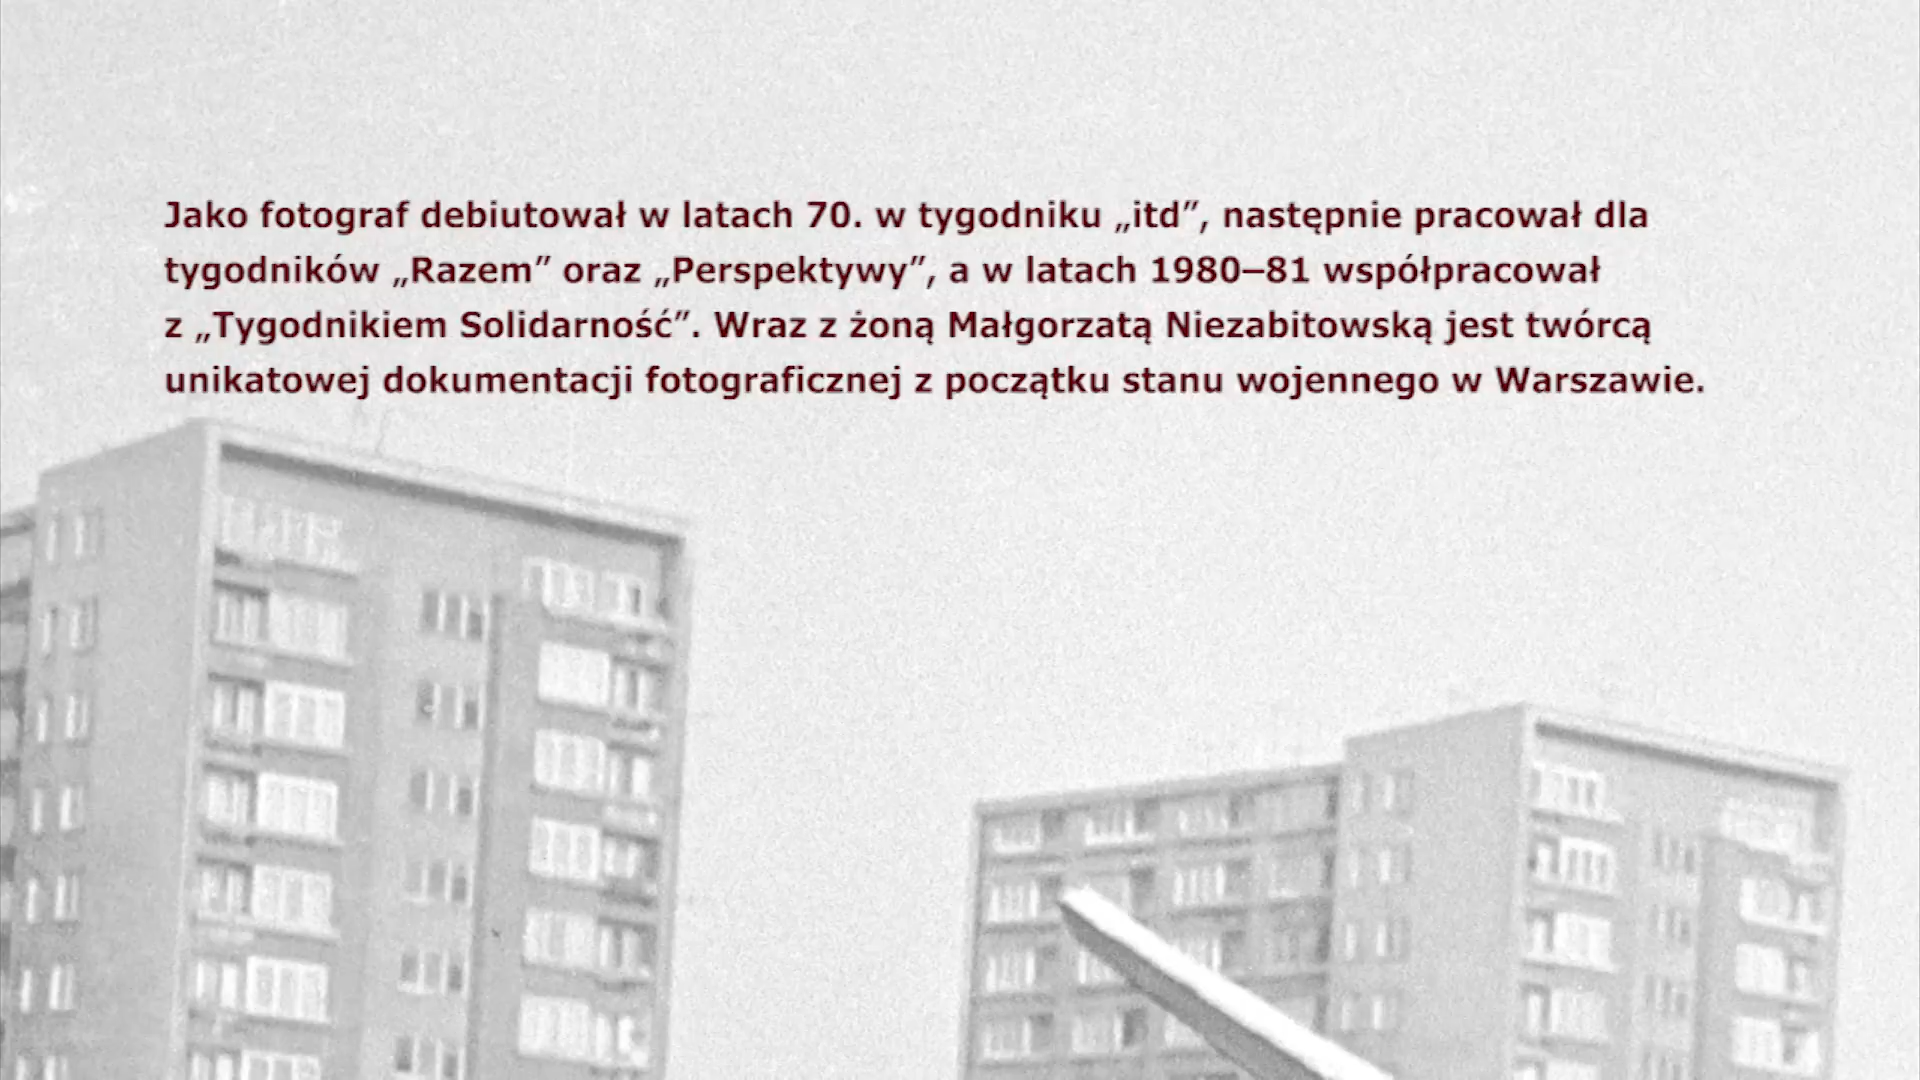 Jako fotograf debiutował w latach 70. w tygodniku „itd”, następnie pracował dla
tygodników „Razem” oraz „Perspektywy”, a w latach 1980–81 współpracował
z „Tygodnikiem Solidarność”. Wraz z żoną Małgorzatą Niezabitowską jest twórcą
unikatowej dokumentacji fotograficznej z początku stanu wojennego w Warszawie.